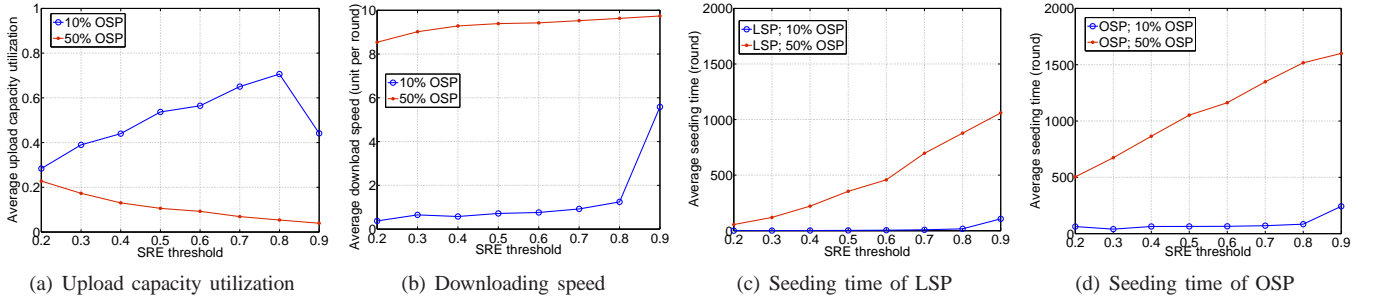 Average upload capacity utilization
1
0.8
0.6
0.4
0.2
0
10% OSP
50% OSP
0.2 0.3 0.4 0.5 0.6 0.7 0.8 0.9
SRE threshold
(a) Upload capacity utilization
Average download speed (unit per round)
10
8
6
4
2
0
10% OSP
50% OSP
0.2 0.3 0.4 0.5 0.6 0.7 0.8 0.9
SRE threshold
(b) Downloading speed
Average seeding time (round)
2000
1500
1000
500
0
LSP; 10% OSP
LSP; 50% OSP
0.2 0.3 0.4 0.5 0.6 0.7 0.8 0.9
SRE threshold
(c) Seeding time of LSP
Average seeding time (round)
2000
1500
1000
500
0
OSP; 10% OSP
OSP; 50% OSP
0.2 0.3 0.4 0.5 0.6 0.7 0.8 0.9
SRE threshold
(d) Seeding time of OSP